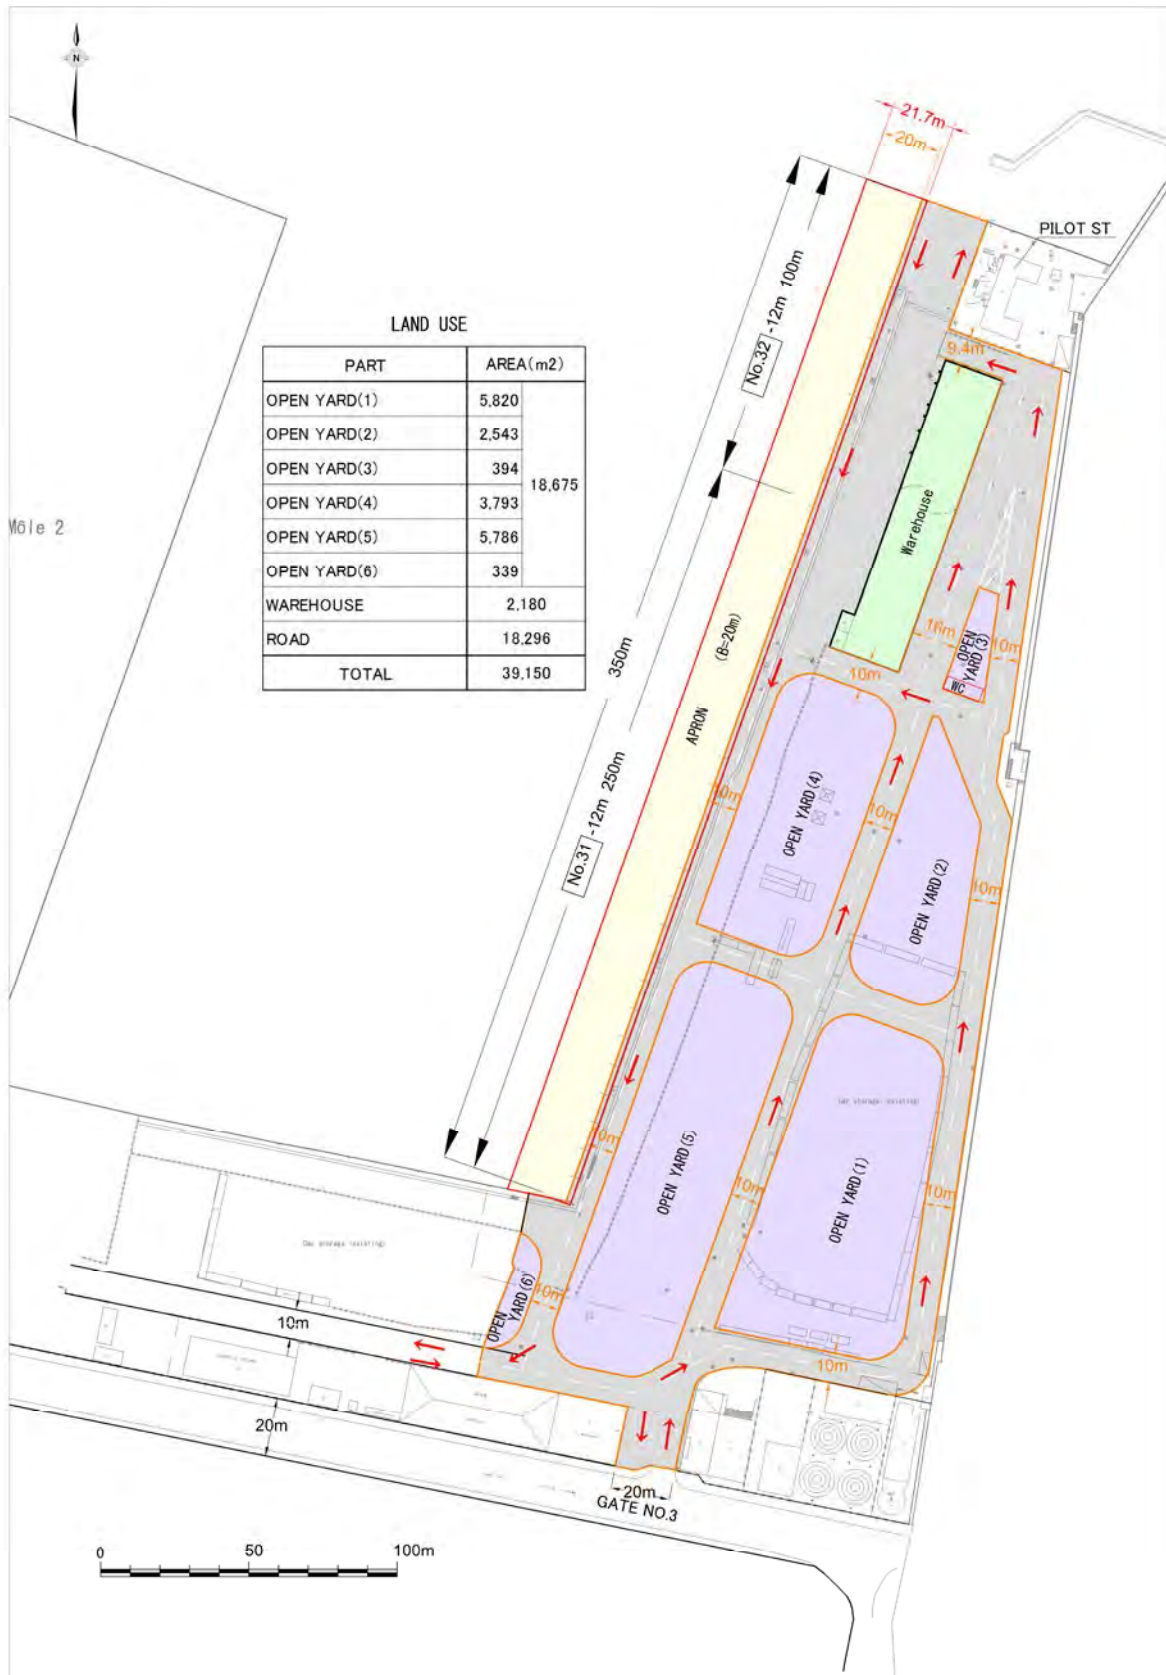 N
21.7m
20m
PILOT ST
9.4m
No.32 -12m 100m
LAND USE
PART AREA(m2)
OPEN YARD(1) 5,820
OPEN YARD(2) 2,543
OPEN YARD(3) 394
18,675
OPEN YARD(4) 3,793
OPEN YARD(5) 5,786
OPEN YARD(6) 339
WAREHOUSE 2,180
ROAD 18,296
TOTAL 39,150
Môle 2
Warehouse
350m
APRON (B=20m)
16m
OPEN YARD(3)
10m
WC
10m
No.31 -12m 250m
OPEN YARD(4)
10m
10m
OPEN YARD(2)
10m
OPEN YARD(5)
10m
10m
OPEN YARD(1)
10m
OPEN YARD(6)
10m
10m
10m
20m
20m
GATE NO.3
0 50 100m